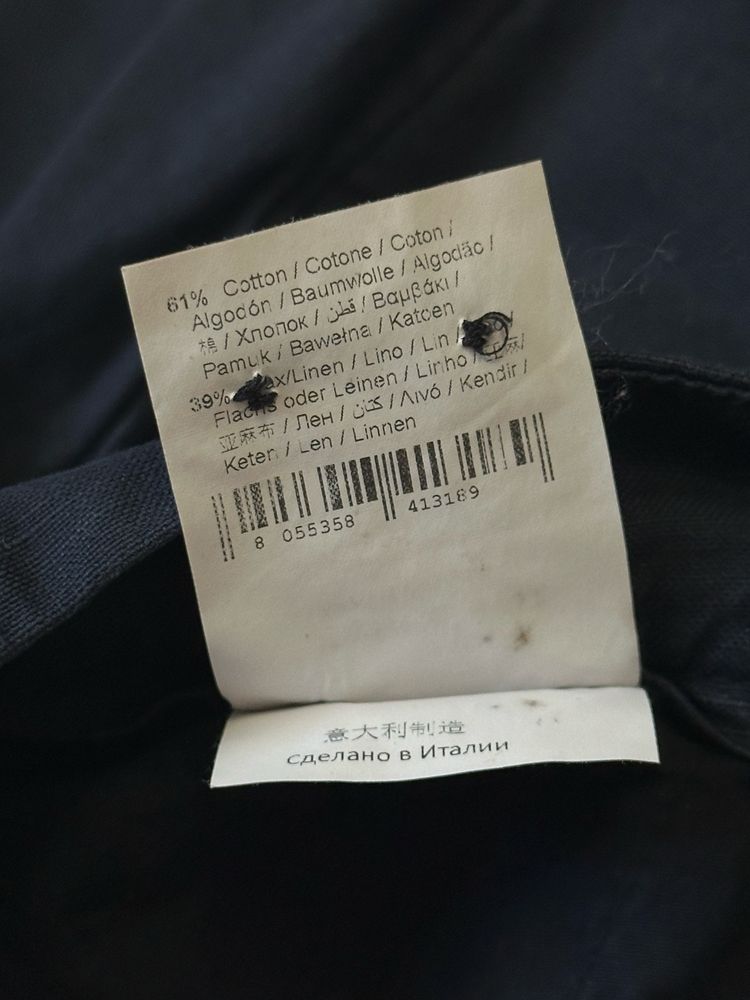 61% Cotton / Cotone / Coton /
Algodón / Baumwolle / Algodão /
棉 / Хлопок / قطن / Βαμβάκι /
Pamuk / Bawełna / Katoen
39% Linen / Lino / Lin
oder Leinen / Linho / 亚麻/
亚麻布 / Лен / كتان / Λινό / Kendir /
Keten / Len / Linnen
8 055358 413189
意大利制造
сделано в Италии